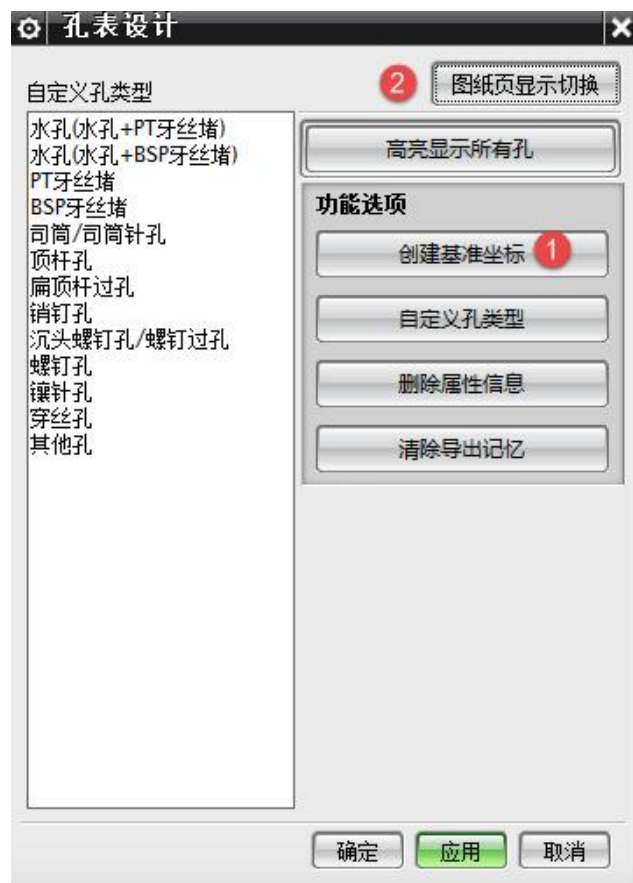 孔表设计
自定义孔类型
2 图纸页显示切换
水孔(水孔+PT牙丝堵)
水孔(水孔+BSP牙丝堵)
PT牙丝堵
BSP牙丝堵
司筒/司筒针孔
顶杆孔
扁顶杆过孔
销钉孔
沉头螺钉孔/螺钉过孔
螺钉孔
镶针孔
穿丝孔
其他孔
高亮显示所有孔
功能选项
创建基准坐标 1
自定义孔类型
删除属性信息
清除导出记忆
确定 应用 取消